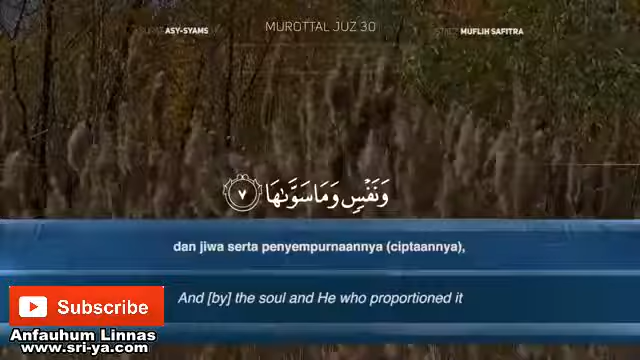 SURAT ASY-SYAMS
MUROTTAL JUZ 30
MUFLIH SAFITRA
وَنَفْسٍ وَمَا سَوَّىٰهَا ٧
dan jiwa serta penyempurnaannya (ciptaannya),
And [by] the soul and He who proportioned it
Subscribe
Anfauhum Linnas
www.sri-ya.com